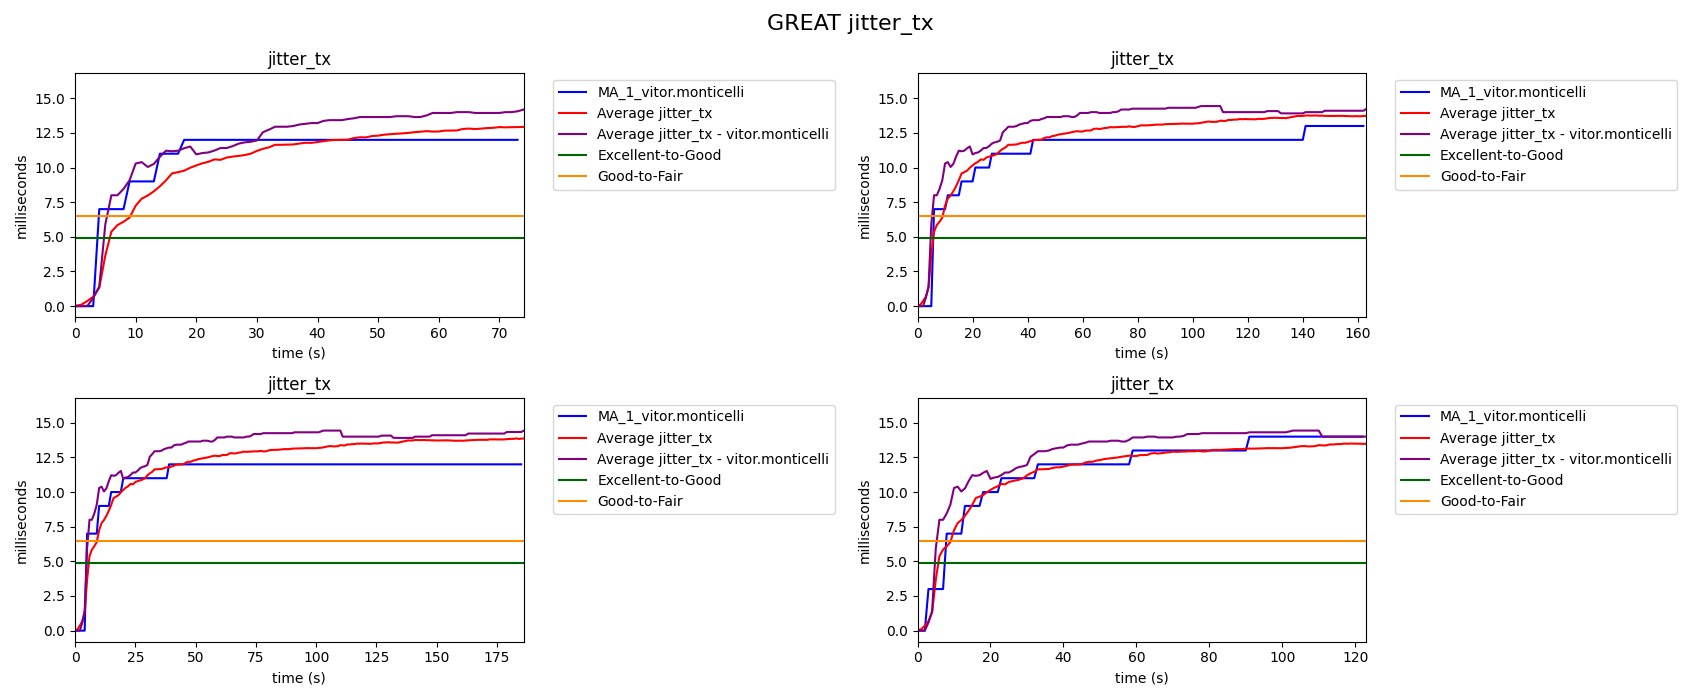 GREAT jitter_tx
jitter_tx
milliseconds
15.0
12.5
10.0
7.5
5.0
2.5
0.0
0 10 20 30 40 50 60 70
time (s)
MA_1_vitor.monticelli
Average jitter_tx
Average jitter_tx - vitor.monticelli
Excellent-to-Good
Good-to-Fair
jitter_tx
milliseconds
15.0
12.5
10.0
7.5
5.0
2.5
0.0
0 20 40 60 80 100 120 140 160
time (s)
MA_1_vitor.monticelli
Average jitter_tx
Average jitter_tx - vitor.monticelli
Excellent-to-Good
Good-to-Fair
jitter_tx
milliseconds
15.0
12.5
10.0
7.5
5.0
2.5
0.0
0 25 50 75 100 125 150 175
time (s)
MA_1_vitor.monticelli
Average jitter_tx
Average jitter_tx - vitor.monticelli
Excellent-to-Good
Good-to-Fair
jitter_tx
milliseconds
15.0
12.5
10.0
7.5
5.0
2.5
0.0
0 20 40 60 80 100 120
time (s)
MA_1_vitor.monticelli
Average jitter_tx
Average jitter_tx - vitor.monticelli
Excellent-to-Good
Good-to-Fair